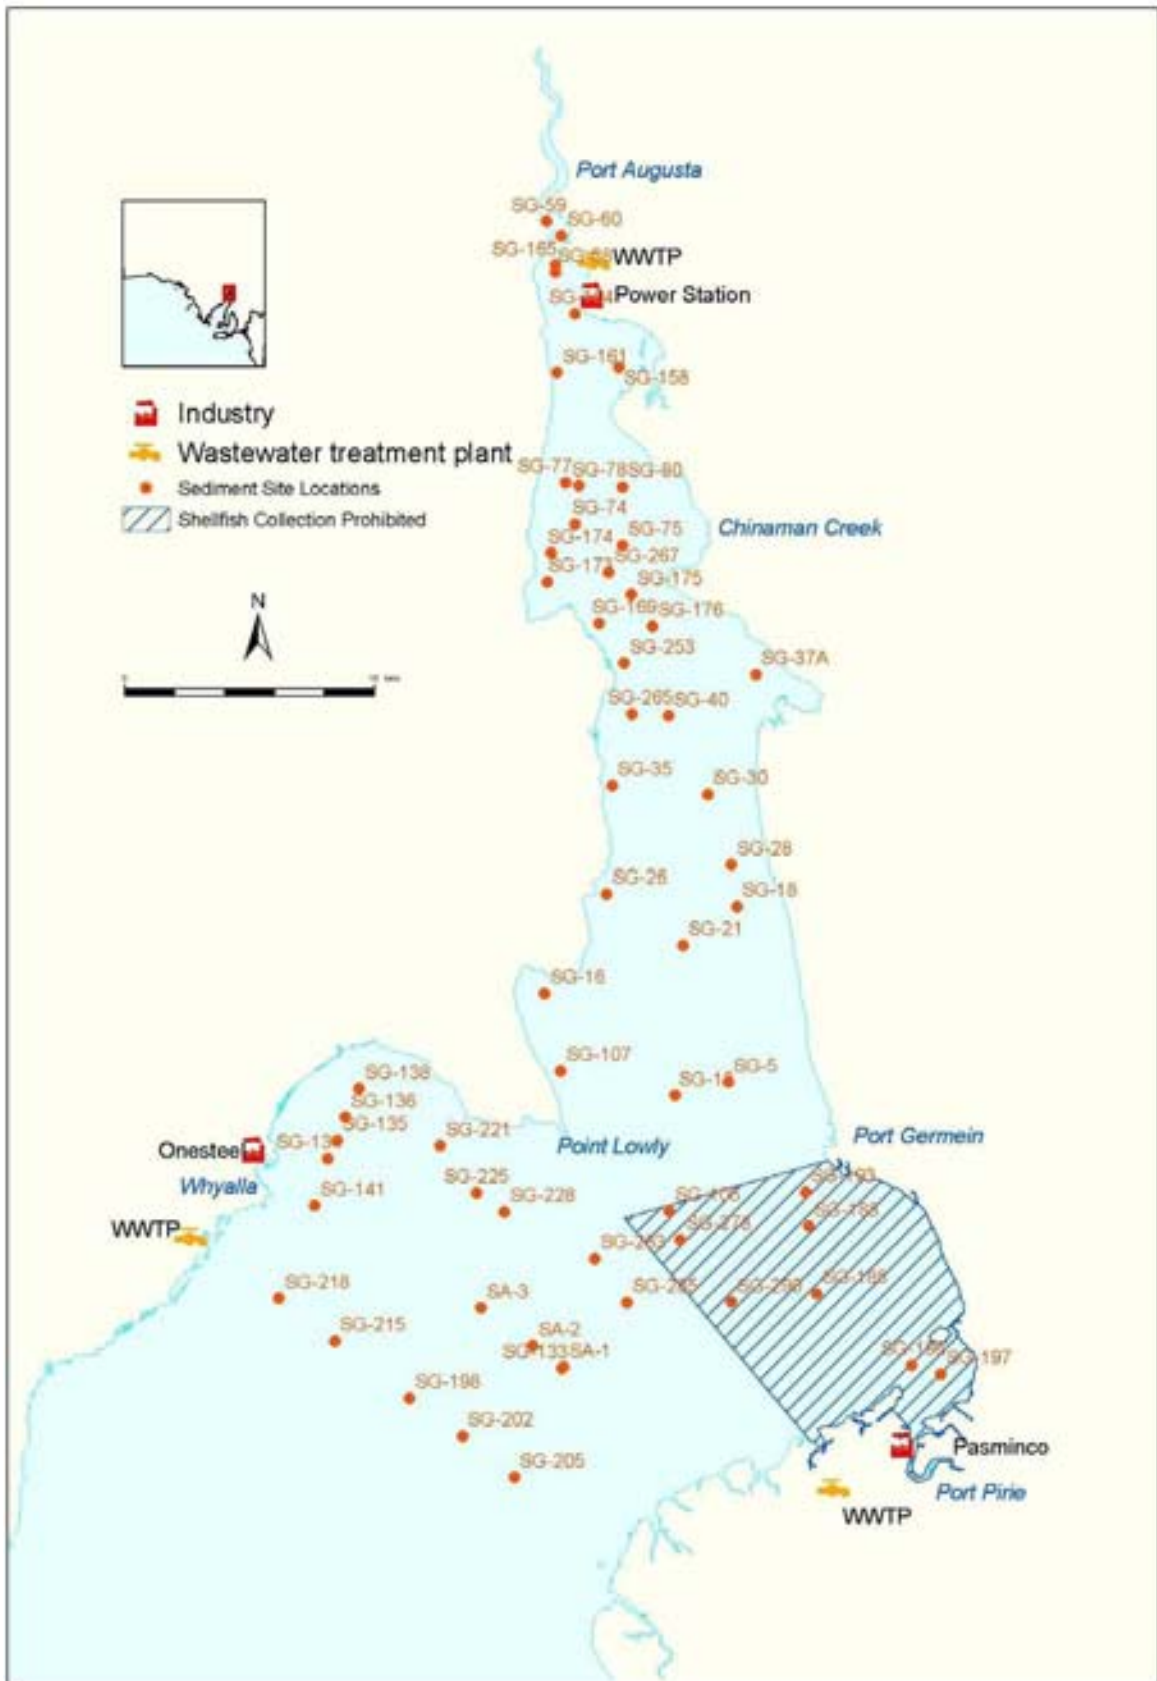 Port Augusta
SG-59
SG-60
SG-165
WWTP
Power Station
SG-161
SG-158
Industry
Wastewater treatment plant
Sediment Site Locations
Shellfish Collection Prohibited
SG-77
SG-78
SG-80
SG-74
SG-75
Chinaman Creek
SG-174
SG-267
SG-175
SG-169
SG-176
N
SG-253
SG-37A
SG-265
SG-40
SG-35
SG-30
SG-28
SG-26
SG-18
SG-21
SG-16
SG-107
SG-5
SG-138
SG-136
SG-135
SG-221
Point Lowly
Port Germein
Onesteel
Whyalla
SG-225
SG-141
SG-228
WWTP
SG-218
SA-3
SG-215
SA-2
SG-133
SA-1
SG-197
SG-198
SG-202
SG-205
Pasminco
Port Pirie
WWTP